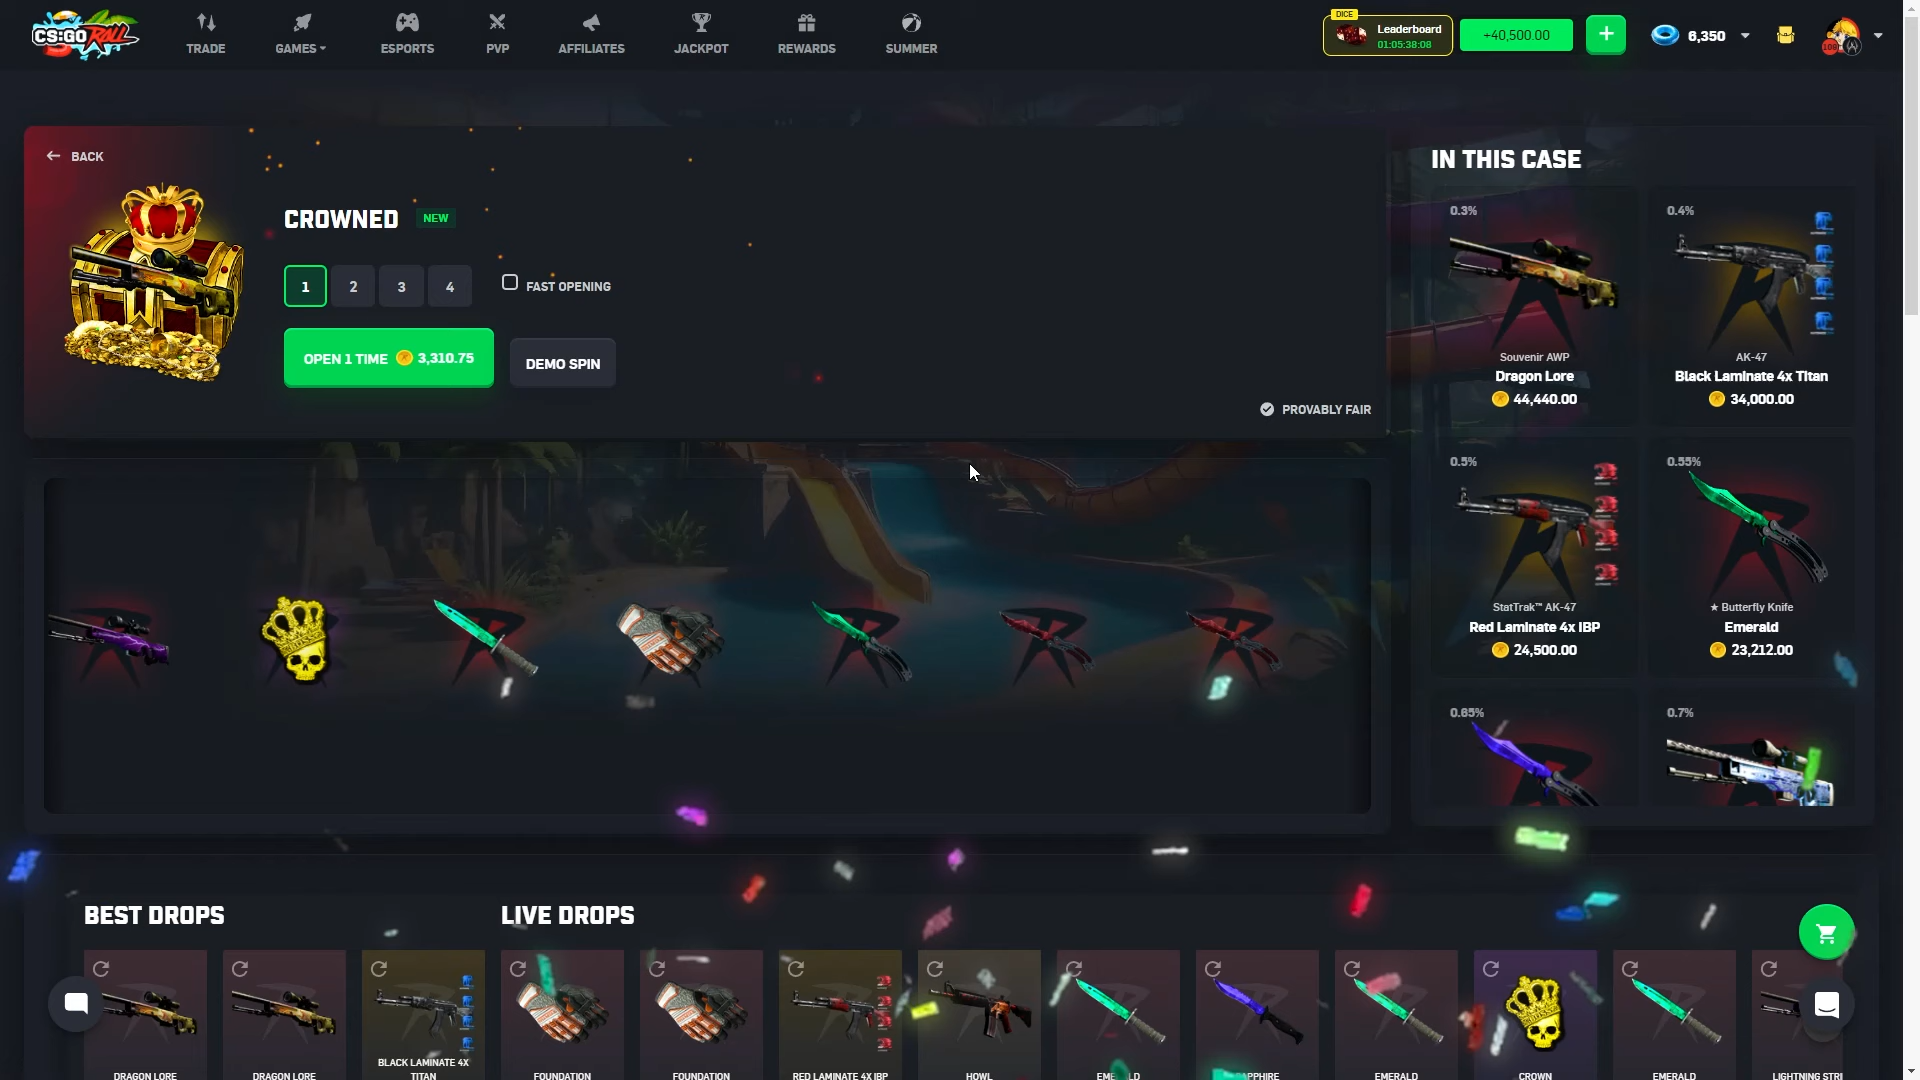 CS:GO ROLL
TRADE
GAMES
ESPORTS
PVP
AFFILIATES
JACKPOT
REWARDS
SUMMER
DICE
Leaderboard
01:05:38:08
+40,500.00
+
6,350
BACK
CROWNED
NEW
1 2 3 4
FAST OPENING
OPEN 1 TIME 3,310.75
DEMO SPIN
PROVABLY FAIR
IN THIS CASE
0.3%
Souvenir AWP
Dragon Lore
44,440.00
0.4%
AK-47
Black Laminate 4x Titan
34,000.00
0.5%
StatTrak™ AK-47
Red Laminate 4x IBP
24,500.00
0.55%
★ Butterfly Knife
Emerald
23,212.00
0.65%
0.7%
BEST DROPS
LIVE DROPS
DRAGON LORE
DRAGON LORE
BLACK LAMINATE 4X
TITAN
FOUNDATION
FOUNDATION
RED LAMINATE 4X IBP
HOWL
EMERALD
SAPPHIRE
EMERALD
CROWN
EMERALD
LIGHTNING STRI